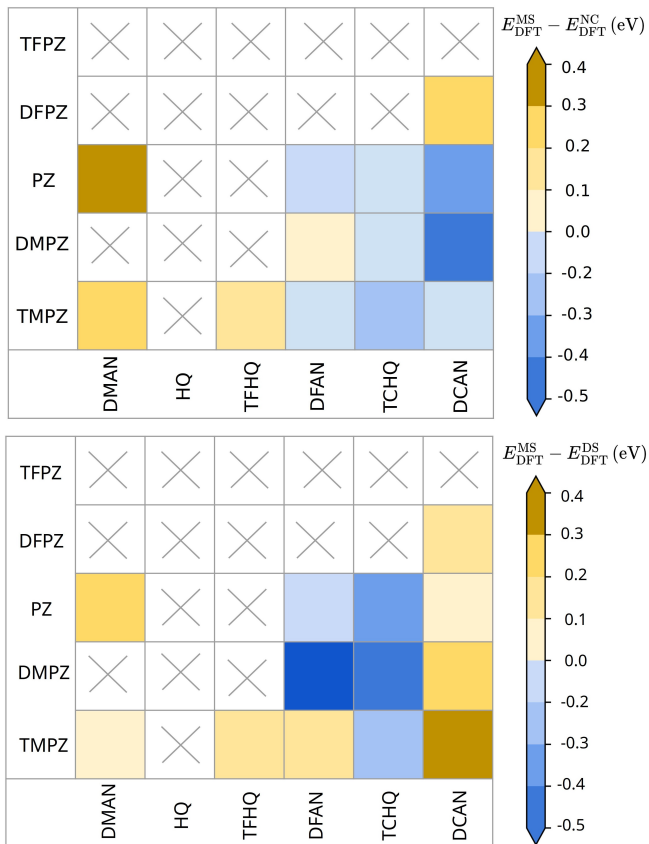 E^MS_DFT − E^NC_DFT (eV)
TFPZ
DFPZ
PZ
DMPZ
TMPZ
DMAN HQ TFHQ DFAN TCHQ DCAN
0.4
0.3
0.2
0.1
0.0
-0.2
-0.3
-0.4
-0.5
E^MS_DFT − E^DS_DFT (eV)
TFPZ
DFPZ
PZ
DMPZ
TMPZ
DMAN HQ TFHQ DFAN TCHQ DCAN
0.4
0.3
0.2
0.1
0.0
-0.2
-0.3
-0.4
-0.5